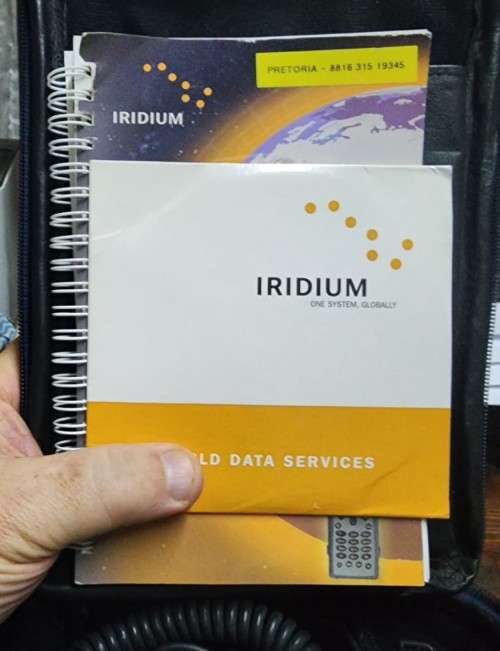 PRETORIA - 8816 315 19345
IRIDIUM
IRIDIUM
ONE SYSTEM, GLOBALLY
DATA SERVICES